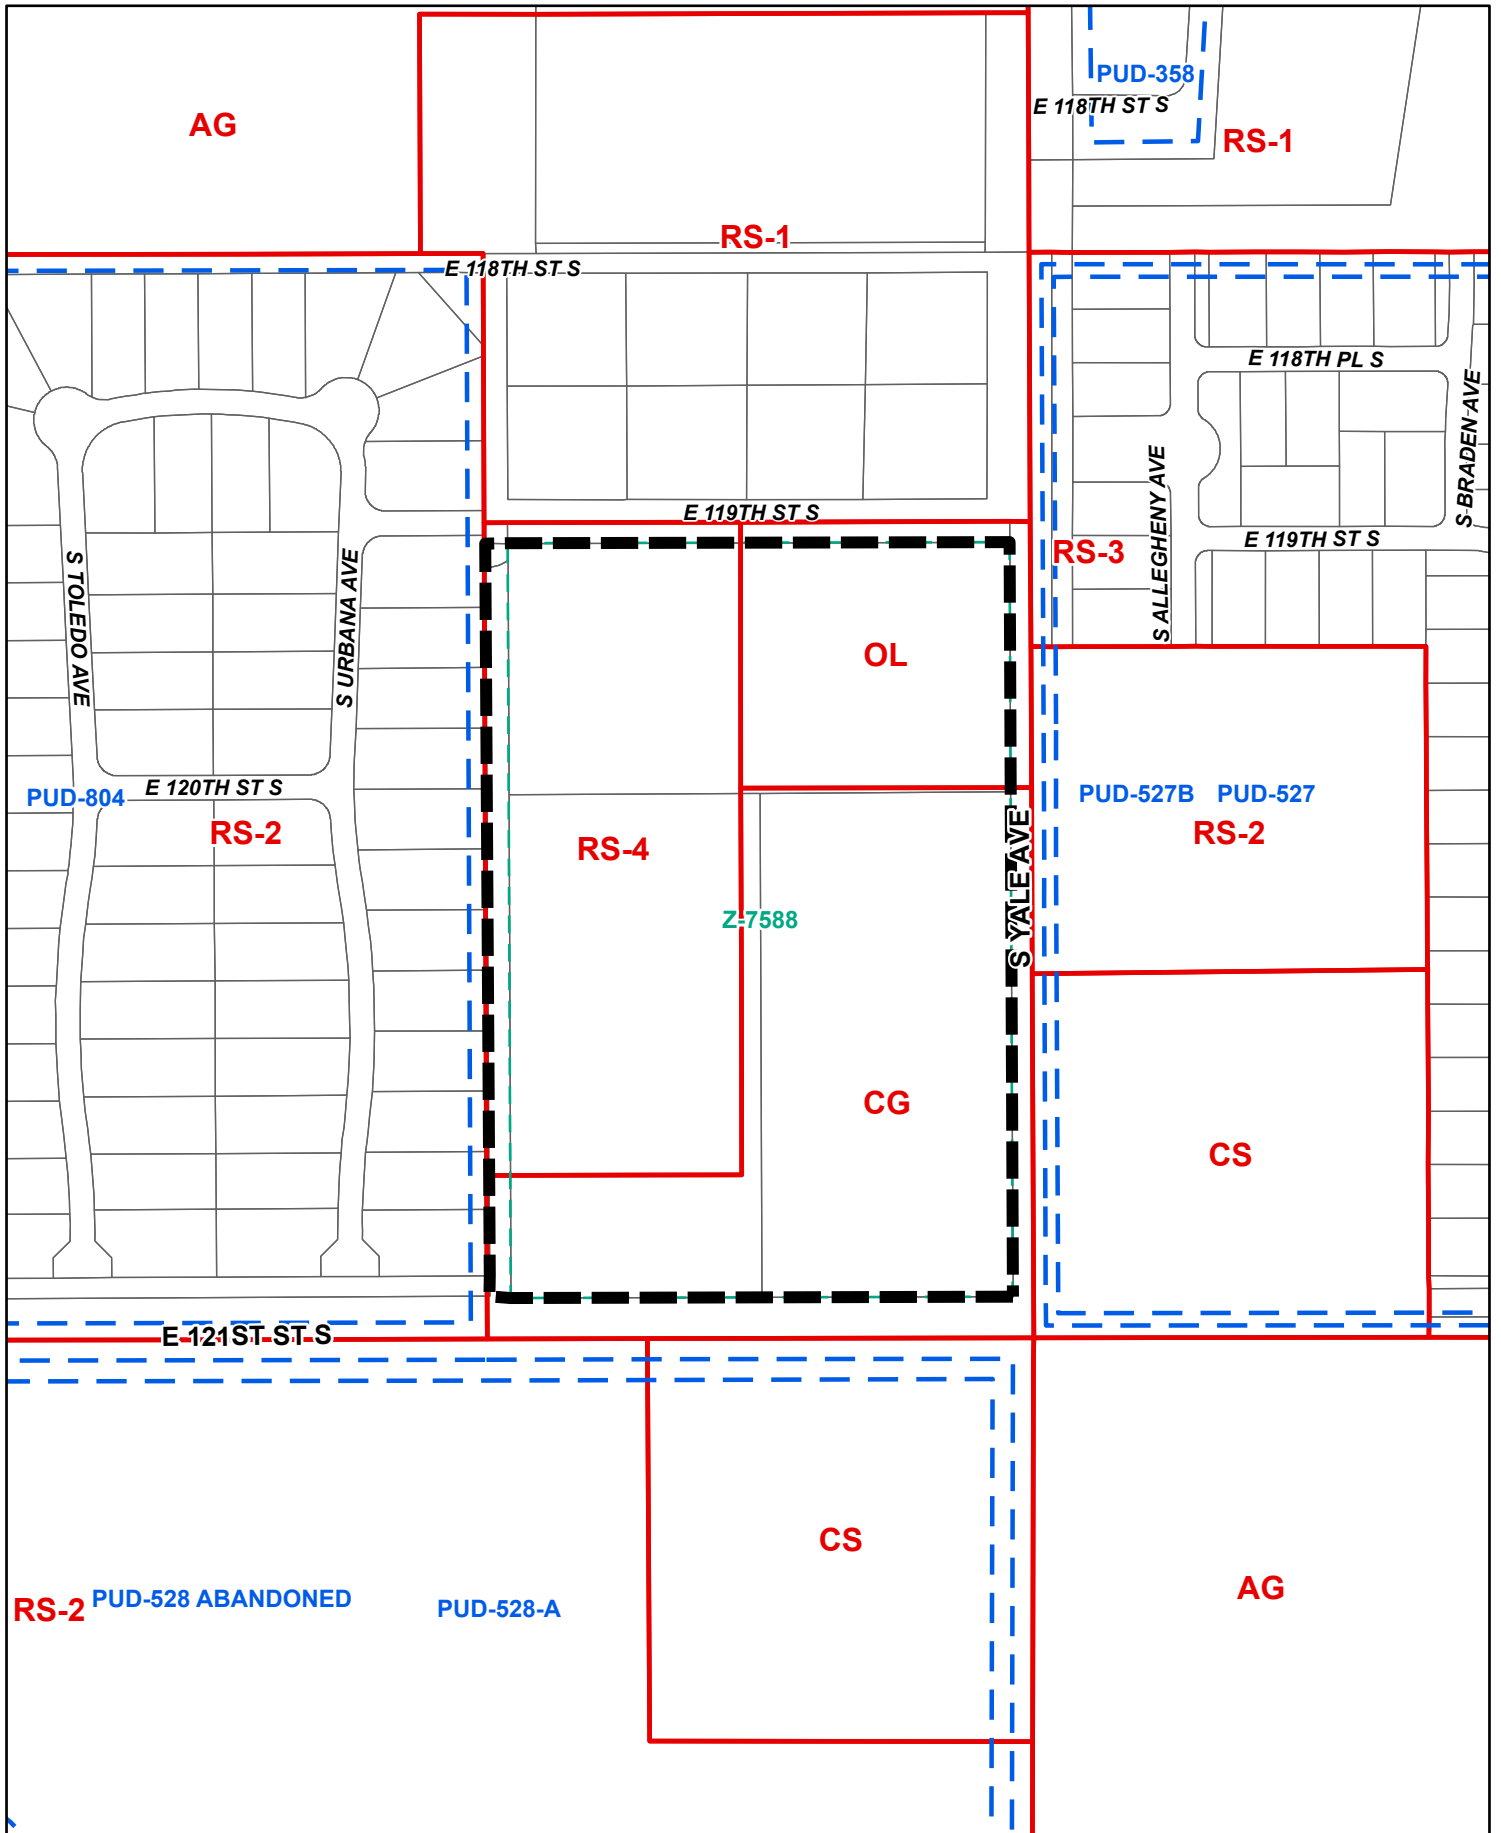 PUD-358
E 118TH ST S
AG
RS-1
RS-1
E 118TH ST S
E 118TH PL S
S BRADEN AVE
S ALLEGHENY AVE
E 119TH ST S
E 119TH ST S
RS-3
S TOLEDO AVE
S URBANA AVE
OL
E 120TH ST S
PUD-804
RS-2
RS-4
PUD-527B
PUD-527
RS-2
S YALE AVE
Z-7588
CG
CS
E 121ST ST S
CS
AG
RS-2
PUD-528 ABANDONED
PUD-528-A